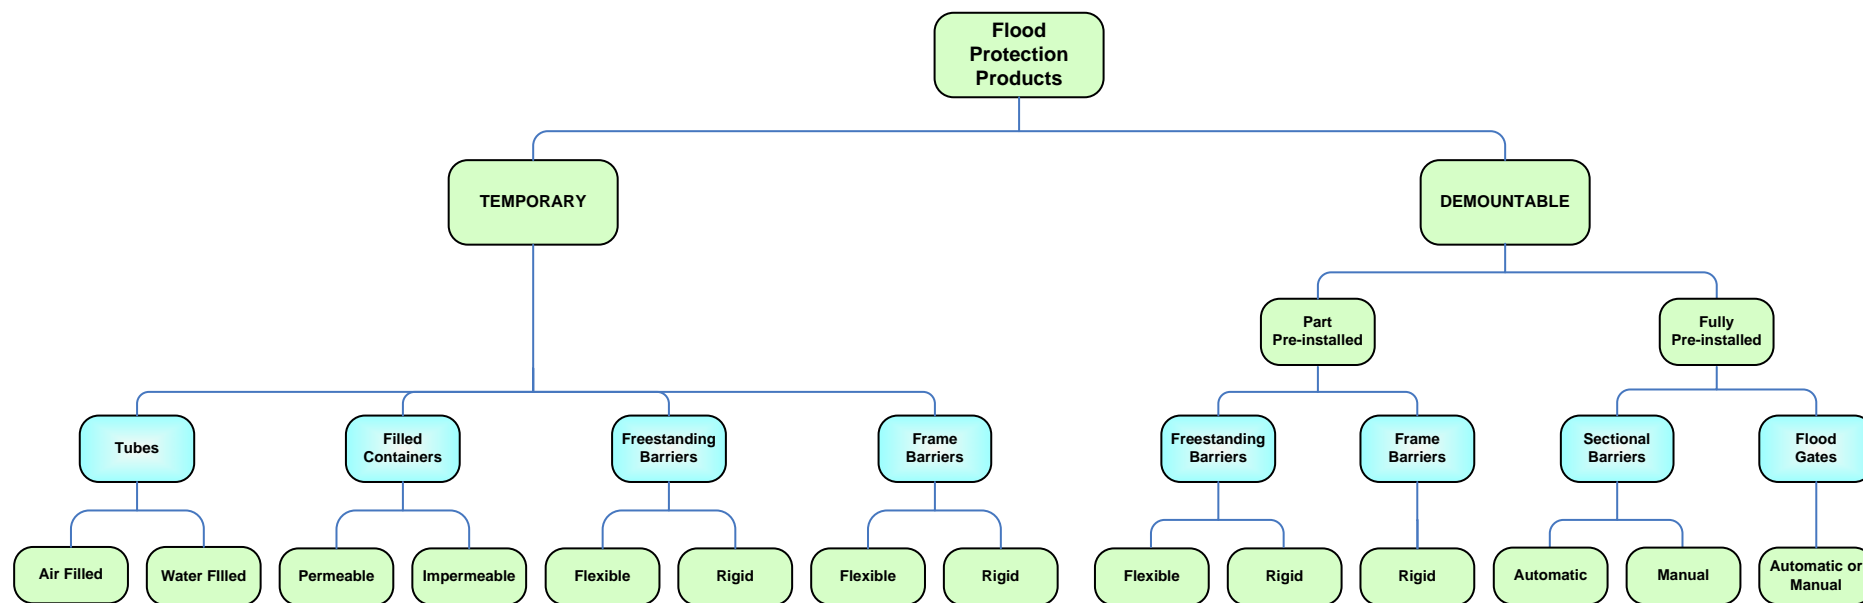 Flood
Protection
Products
TEMPORARY
DEMOUNTABLE
Part
Pre-installed
Fully
Pre-installed
Tubes
Filled
Containers
Freestanding
Barriers
Frame
Barriers
Freestanding
Barriers
Frame
Barriers
Sectional
Barriers
Flood
Gates
Air Filled
Water FIlled
Permeable
Impermeable
Flexible
Rigid
Flexible
Rigid
Flexible
Rigid
Rigid
Automatic
Manual
Automatic or
Manual